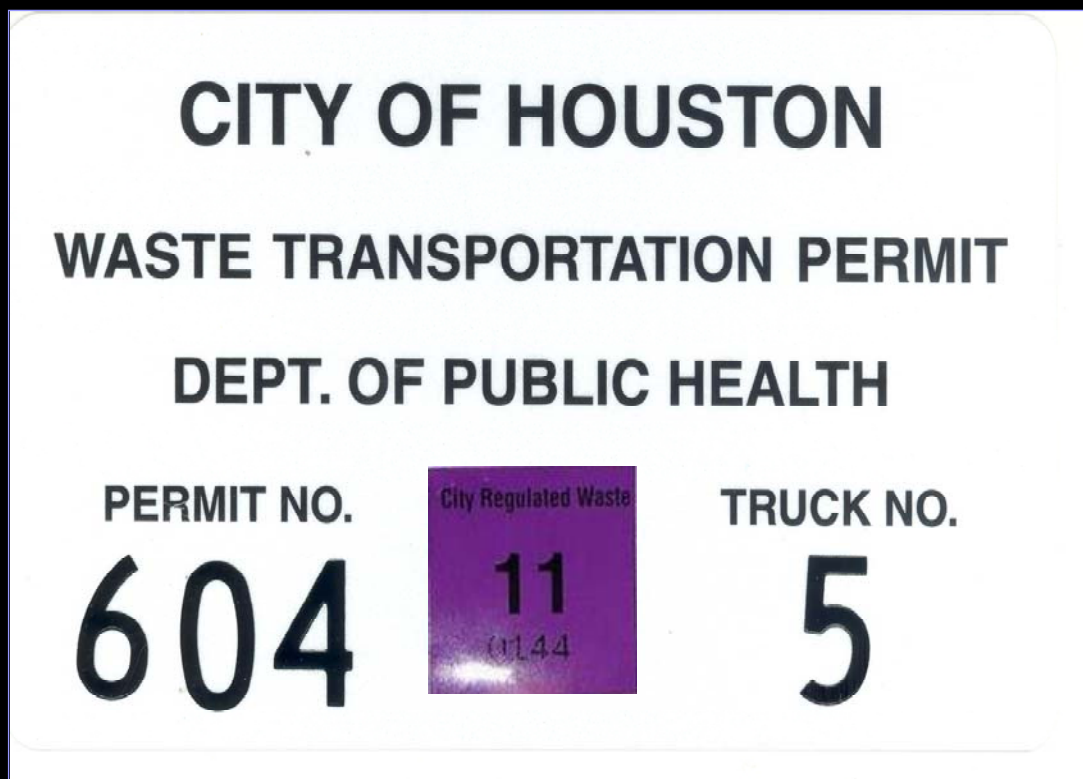 CITY OF HOUSTON
WASTE TRANSPORTATION PERMIT
DEPT. OF PUBLIC HEALTH
PERMIT NO.
604
City Regulated Waste
11
0144
TRUCK NO.
5